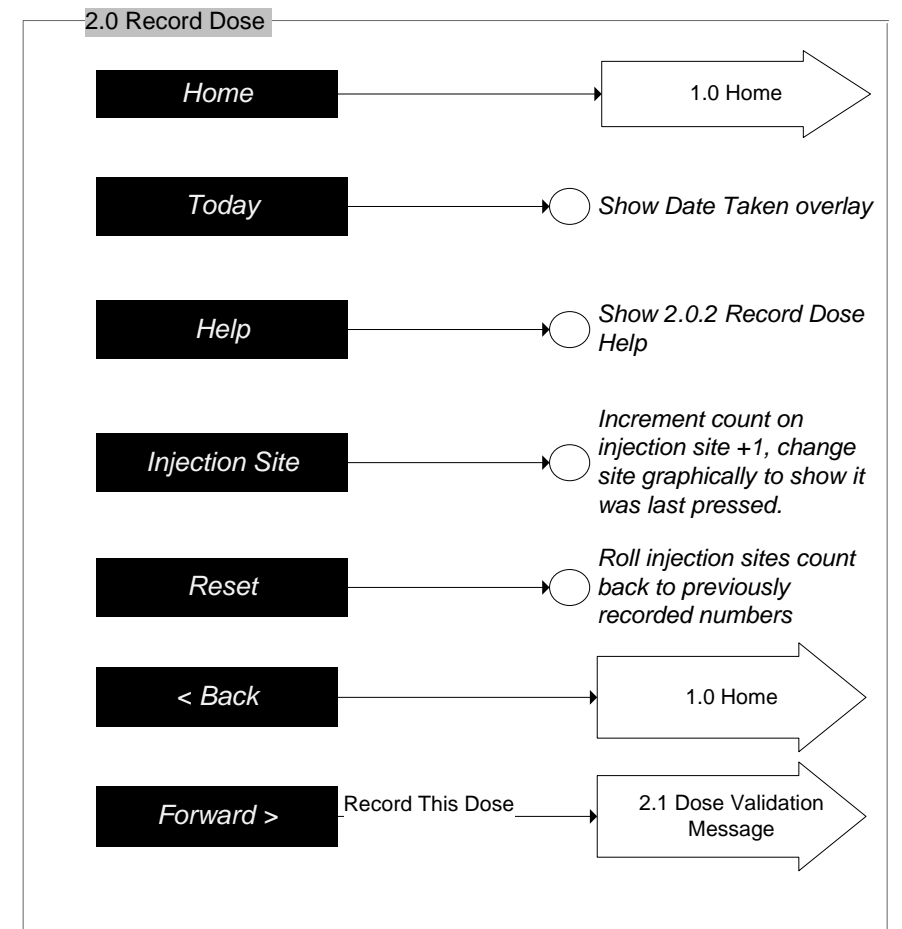 2.0 Record Dose
Home
1.0 Home
Today
Show Date Taken overlay
Help
Show 2.0.2 Record Dose
Help
Injection Site
Increment count on
injection site +1, change
site graphically to show it
was last pressed.
Reset
Roll injection sites count
back to previously
recorded numbers
< Back
1.0 Home
Forward >
Record This Dose
2.1 Dose Validation
Message